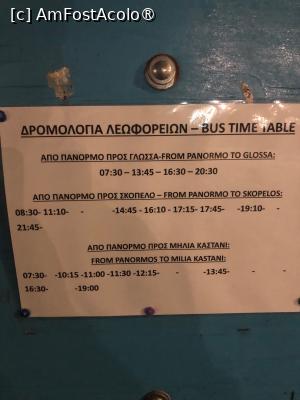 [c] AmFostAcolo®
ΔΡΟΜΟΛΟΓΙΑ ΛΕΩΦΟΡΕΙΩΝ – BUS TIME TABLE
ΑΠΟ ΠΑΝΟΡΜΟ ΠΡΟΣ ΓΛΩΣΣΑ-FROM PANORMO TO GLOSSA:
07:30 – 13:45 – 16:30 – 20:30
ΑΠΟ ΠΑΝΟΡΜΟ ΠΡΟΣ ΣΚΟΠΕΛΟ – FROM PANORMO TO SKOPELOS:
08:30- 11:10- - -14:45 - 16:10 - 17:15- 17:45- -19:10- -
21:45-
ΑΠΟ ΠΑΝΟΡΜΟ ΠΡΟΣ ΜΗΛΙΑ ΚΑΣΤΑΝΙ:
FROM PANORMOS TO MILIA KASTANI:
07:30- -10:15 -11:00 -11:30 -12:15- - -13:45- - -
16:30- -19:00